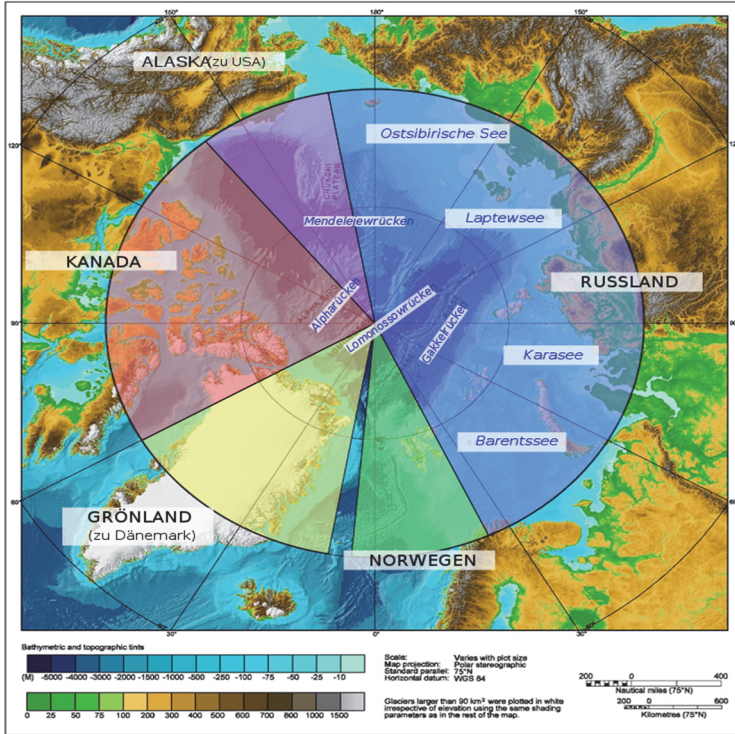 180°
150°
150°
ALASKA (zu USA)
Ostsibirische See
120°
CHUKCHI
PLATEAU
Mendelejewrücken
Laptewsee
KANADA
RUSSLAND
Alpharücken
Lomonossowrücke
Gakkelrücken
90°
Karasee
Barentssee
60°
GRÖNLAND
(zu Dänemark)
NORWEGEN
30°
0°
30°
Bathymetric and topographic tints
(M) -5000 -4000 -3000 -2000 -1000 -500 -200 -100 -75 -50 -25 -10
0 25 50 75 100 200 300 400 500 600 700 800 1000 1500
Scale: Varies with plot size
Map projection: Polar stereographic
Standard parallel: 75°N
Horizontal datum: WGS 84
Glaciers larger than 90 km² were plotted in white
irrespective of elevation using the same shading
parameters as in the rest of the map.
200 0 200 400
Nautical miles (75°N)
200 0 600
Kilometres (75°N)